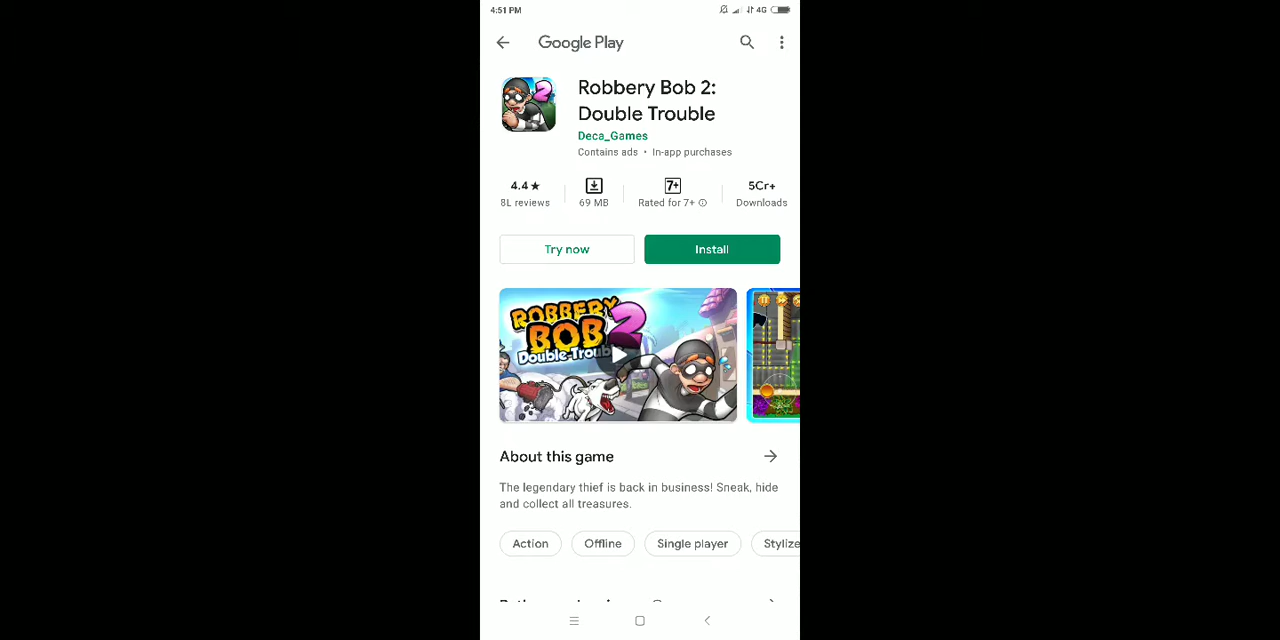 4:51 PM
4G
Google Play
Robbery Bob 2:
Double Trouble
Deca_Games
Contains ads • In-app purchases
4.4★
8L reviews
69 MB
7+
Rated for 7+
5Cr+
Downloads
Try now
Install
ROBBERY
BOB 2
Double Trou
About this game
The legendary thief is back in business! Sneak, hide
and collect all treasures.
Action
Offline
Single player
Stylize